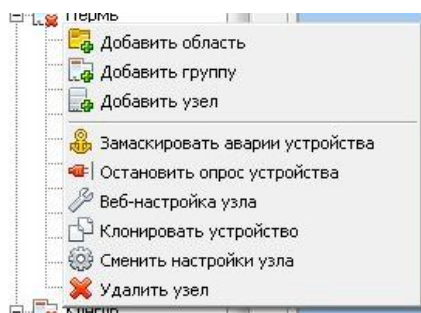 Пермь
Добавить область
Добавить группу
Добавить узел
Замаскировать аварии устройства
Остановить опрос устройства
Веб-настройка узла
Клонировать устройство
Сменить настройки узла
Удалить узел